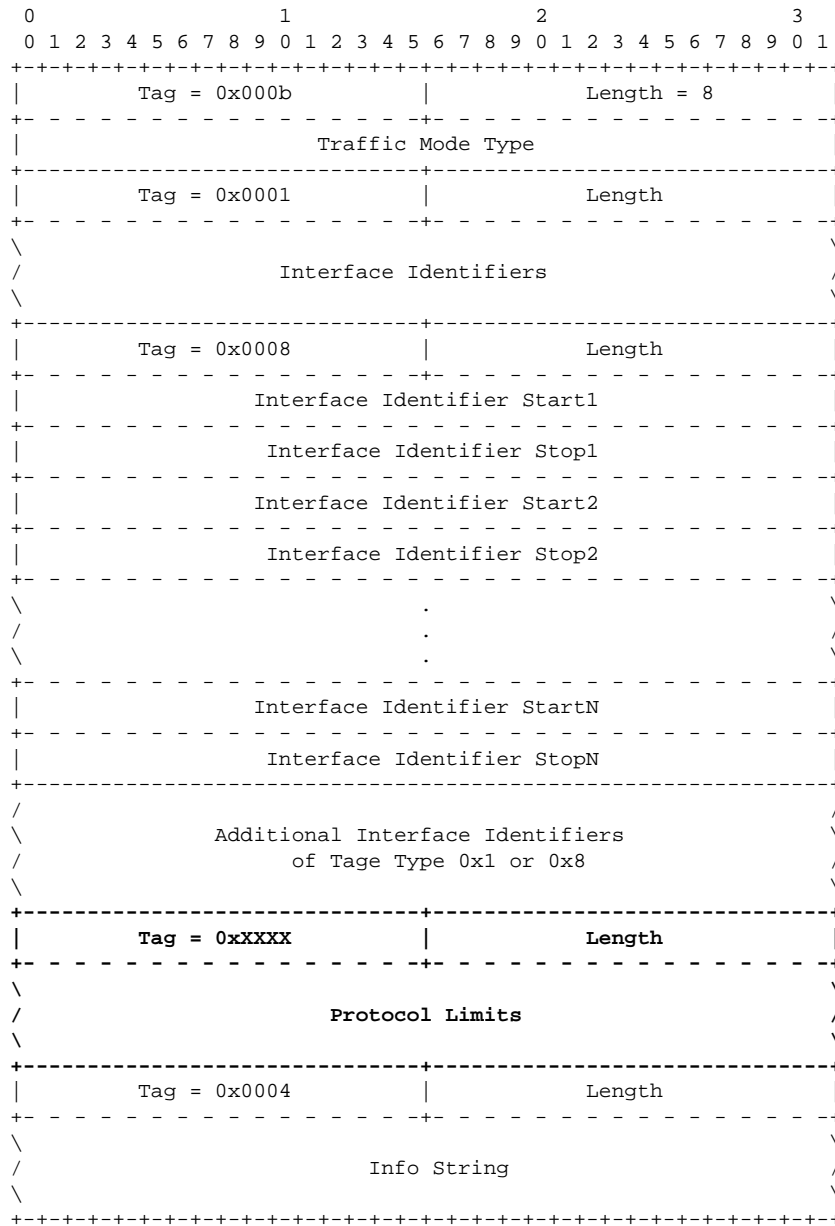 0                   1                   2                   3
0 1 2 3 4 5 6 7 8 9 0 1 2 3 4 5 6 7 8 9 0 1 2 3 4 5 6 7 8 9 0 1
+-+-+-+-+-+-+-+-+-+-+-+-+-+-+-+-+-+-+-+-+-+-+-+-+-+-+-+-+-+-+-+-+
|         Tag = 0x000b          |            Length = 8         |
+- - - - - - - - - - - - - - - -+- - - - - - - - - - - - - - - -+
|                       Traffic Mode Type                       |
+-------------------------------+-------------------------------+
|         Tag = 0x0001          |            Length             |
+- - - - - - - - - - - - - - - -+- - - - - - - - - - - - - - - -+
\                                                               \
/                    Interface Identifiers                      /
\                                                               \
+-------------------------------+-------------------------------+
|         Tag = 0x0008          |            Length             |
+- - - - - - - - - - - - - - - -+- - - - - - - - - - - - - - - -+
|                  Interface Identifier Start1                  |
+- - - - - - - - - - - - - - - - - - - - - - - - - - - - - - - -+
|                   Interface Identifier Stop1                  |
+- - - - - - - - - - - - - - - - - - - - - - - - - - - - - - - -+
|                  Interface Identifier Start2                  |
+- - - - - - - - - - - - - - - - - - - - - - - - - - - - - - - -+
|                   Interface Identifier Stop2                  |
+- - - - - - - - - - - - - - - - - - - - - - - - - - - - - - - -+
\                               .                               \
/                               .                               /
\                               .                               \
+- - - - - - - - - - - - - - - - - - - - - - - - - - - - - - - -+
|                  Interface Identifier StartN                  |
+- - - - - - - - - - - - - - - - - - - - - - - - - - - - - - - -+
|                   Interface Identifier StopN                  |
+---------------------------------------------------------------+
/                                                               /
\               Additional Interface Identifiers                \
/                     of Tage Type 0x1 or 0x8                   /
\                                                               \
+-------------------------------+-------------------------------+
|         Tag = 0xXXXX          |            Length             |
+- - - - - - - - - - - - - - - -+- - - - - - - - - - - - - - - -+
\                                                               \
/                        Protocol Limits                        /
\                                                               \
+-------------------------------+-------------------------------+
|         Tag = 0x0004          |            Length             |
+- - - - - - - - - - - - - - - -+- - - - - - - - - - - - - - - -+
\                                                               \
/                           Info String                         /
\                                                               \
+-+-+-+-+-+-+-+-+-+-+-+-+-+-+-+-+-+-+-+-+-+-+-+-+-+-+-+-+-+-+-+-+